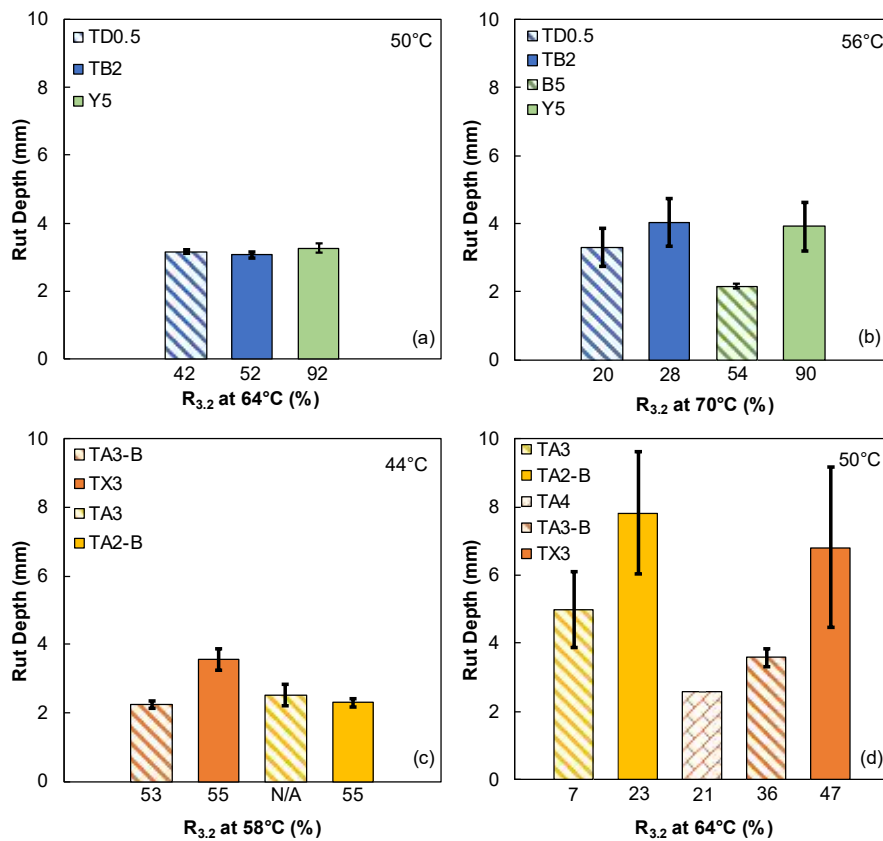 10
8
6
4
2
0
Rut Depth (mm)
TD0.5
TB2
Y5
50°C
(a)
42 52 92
R3.2 at 64°C (%)
10
8
6
4
2
0
Rut Depth (mm)
TD0.5
TB2
B5
Y5
56°C
(b)
20 28 54 90
R3.2 at 70°C (%)
10
8
6
4
2
0
Rut Depth (mm)
TA3-B
TX3
TA3
TA2-B
44°C
(c)
53 55 N/A 55
R3.2 at 58°C (%)
10
8
6
4
2
0
Rut Depth (mm)
TA3
TA2-B
TA4
TA3-B
TX3
50°C
(d)
7 23 21 36 47
R3.2 at 64°C (%)